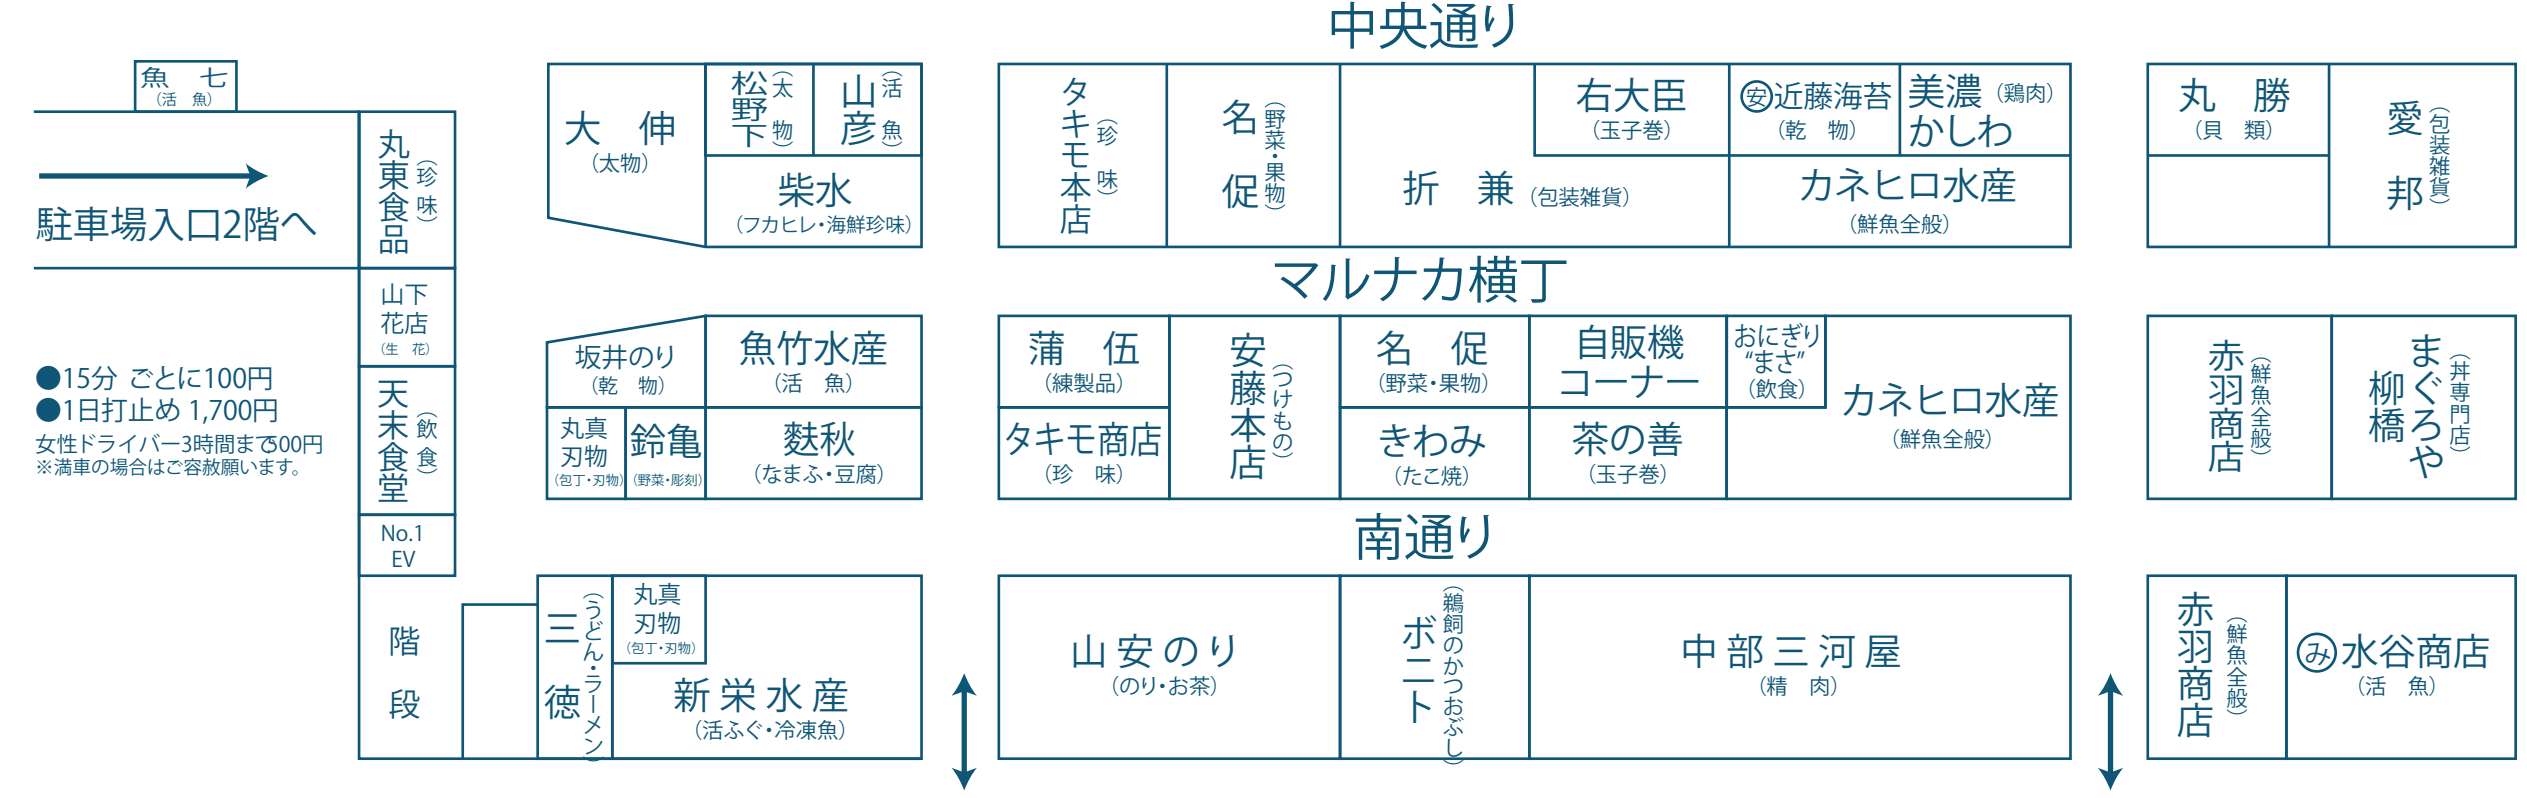 中央通り
魚 七
(活 魚)
駐車場入口2階へ
丸東食品
(珍 味)
山下
花店
(生 花)
天末食堂
(飲 食)
No.1
EV
階段
●15分 ごとに100円
●1日打止め 1,700円
女性ドライバー3時間まで500円
※満車の場合はご容赦願います。
大 伸
(太物)
松野下
(太 物)
山彦
(活 魚)
柴水
(フカヒレ・海鮮珍味)
タキモ本店
(珍 味)
名 促
(野菜・果物)
折 兼(包装雑貨)
右大臣
(玉子巻)
安近藤海苔
(乾 物)
美濃(鶏肉)
かしわ
カネヒロ水産
(鮮魚全般)
丸 勝
(貝 類)
愛 邦
(包装雑貨)
マルナカ横丁
坂井のり
(乾 物)
魚竹水産
(活 魚)
丸真
刃物
(包丁・刃物)
鈴亀
(野菜・彫刻)
麩秋
(なまふ・豆腐)
蒲 伍
(練製品)
タキモ商店
(珍 味)
安藤本店
(つけもの)
名 促
(野菜・果物)
きわみ
(たこ焼)
自販機
コーナー
茶の善
(玉子巻)
おにぎり
“まさ”
(飲食)
カネヒロ水産
(鮮魚全般)
赤羽商店
(鮮魚全般)
まぐろや
柳橋
(丼専門店)
南通り
三 徳
(うどん・ラーメン)
丸真
刃物
(包丁・刃物)
新栄水産
(活ふぐ・冷凍魚)
山安のり
(のり・お茶)
ボニト
(鵜飼のかつおぶし)
中部三河屋
(精 肉)
赤羽商店
(鮮魚全般)
み水谷商店
(活 魚)